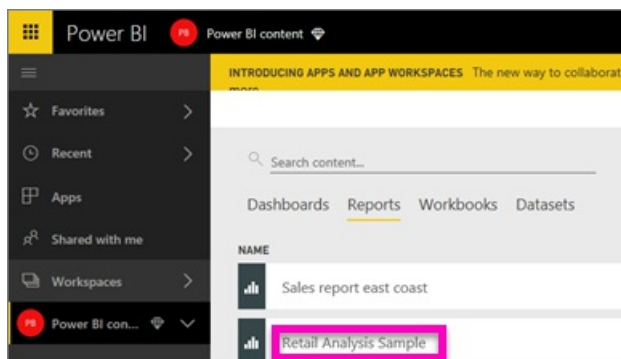 Power BI PB Power BI content
INTRODUCING APPS AND APP WORKSPACES The new way to collaborat
more
Favorites
Recent
Search content...
Apps
Dashboards Reports Workbooks Datasets
Shared with me
NAME
Workspaces
Sales report east coast
PB Power BI con...
Retail Analysis Sample